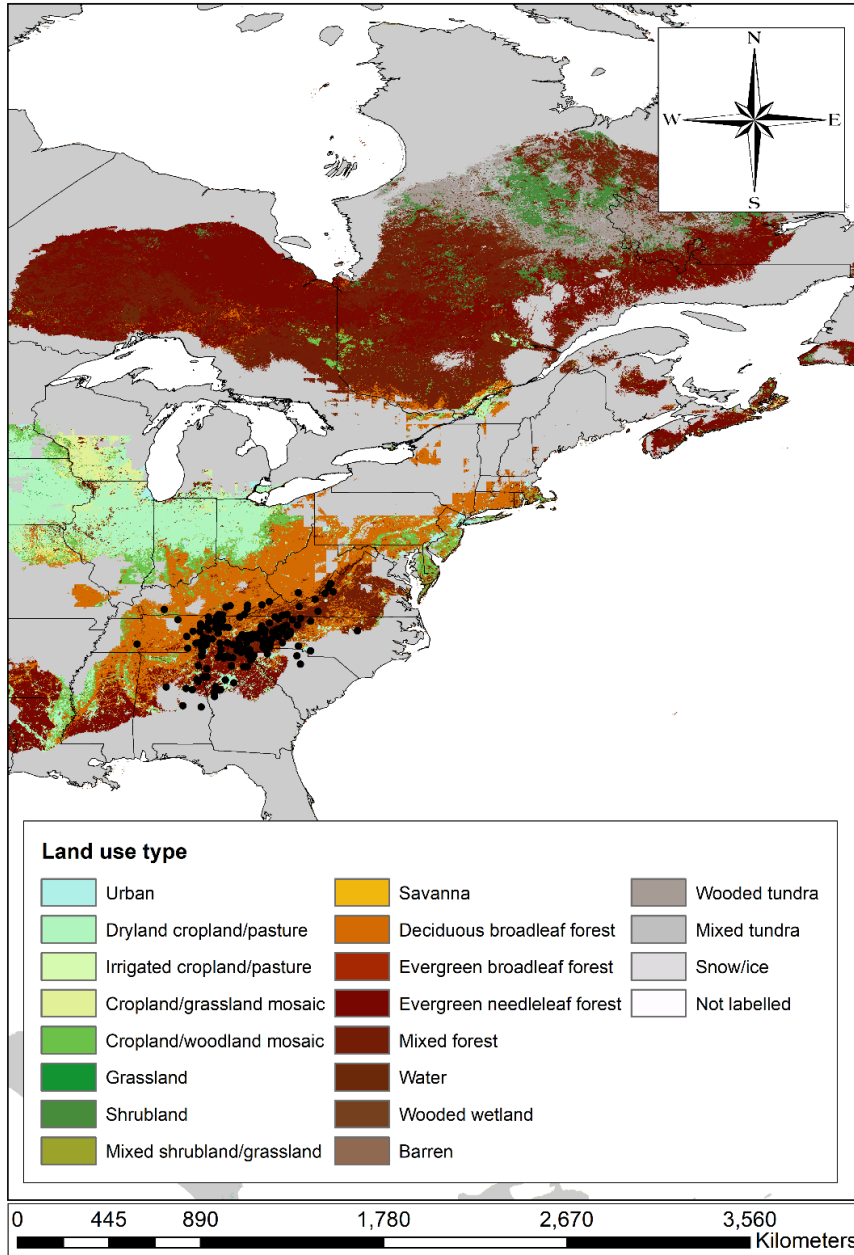 N
W E
S
Land use type
Urban
Dryland cropland/pasture
Irrigated cropland/pasture
Cropland/grassland mosaic
Cropland/woodland mosaic
Grassland
Shrubland
Mixed shrubland/grassland
Savanna
Deciduous broadleaf forest
Evergreen broadleaf forest
Evergreen needleleaf forest
Mixed forest
Water
Wooded wetland
Barren
Wooded tundra
Mixed tundra
Snow/ice
Not labelled
0 445 890 1,780 2,670 3,560
Kilometers